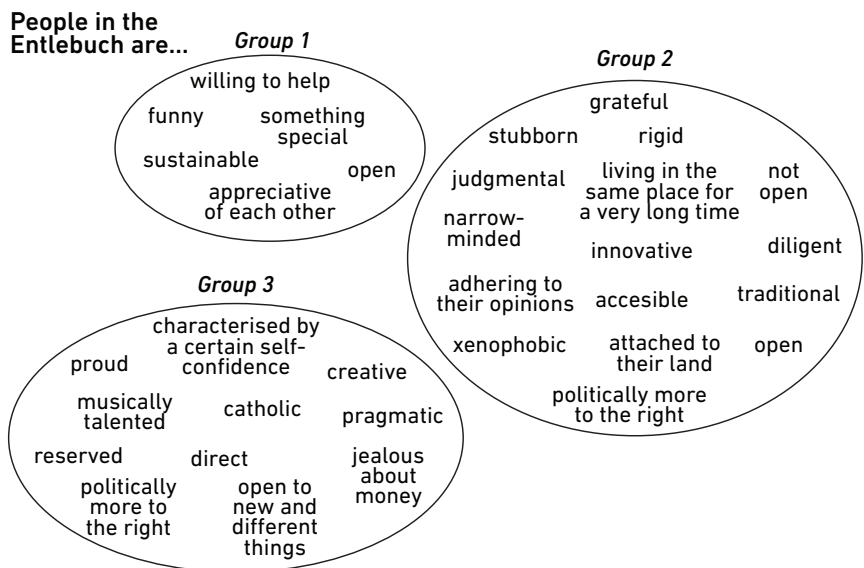 People in the
Entlebuch are...
Group 1
willing to help
funny
something
special
sustainable
open
appreciative
of each other
Group 2
grateful
stubborn
rigid
judgmental
living in the
same place for
a very long time
not
open
narrow-
minded
innovative
diligent
adhering to
their opinions
accesible
traditional
xenophobic
attached to
their land
open
politically more
to the right
Group 3
characterised by
a certain self-
confidence
proud
creative
musically
talented
catholic
pragmatic
reserved
direct
jealous
about
money
politically
more to
the right
open to
new and
different
things